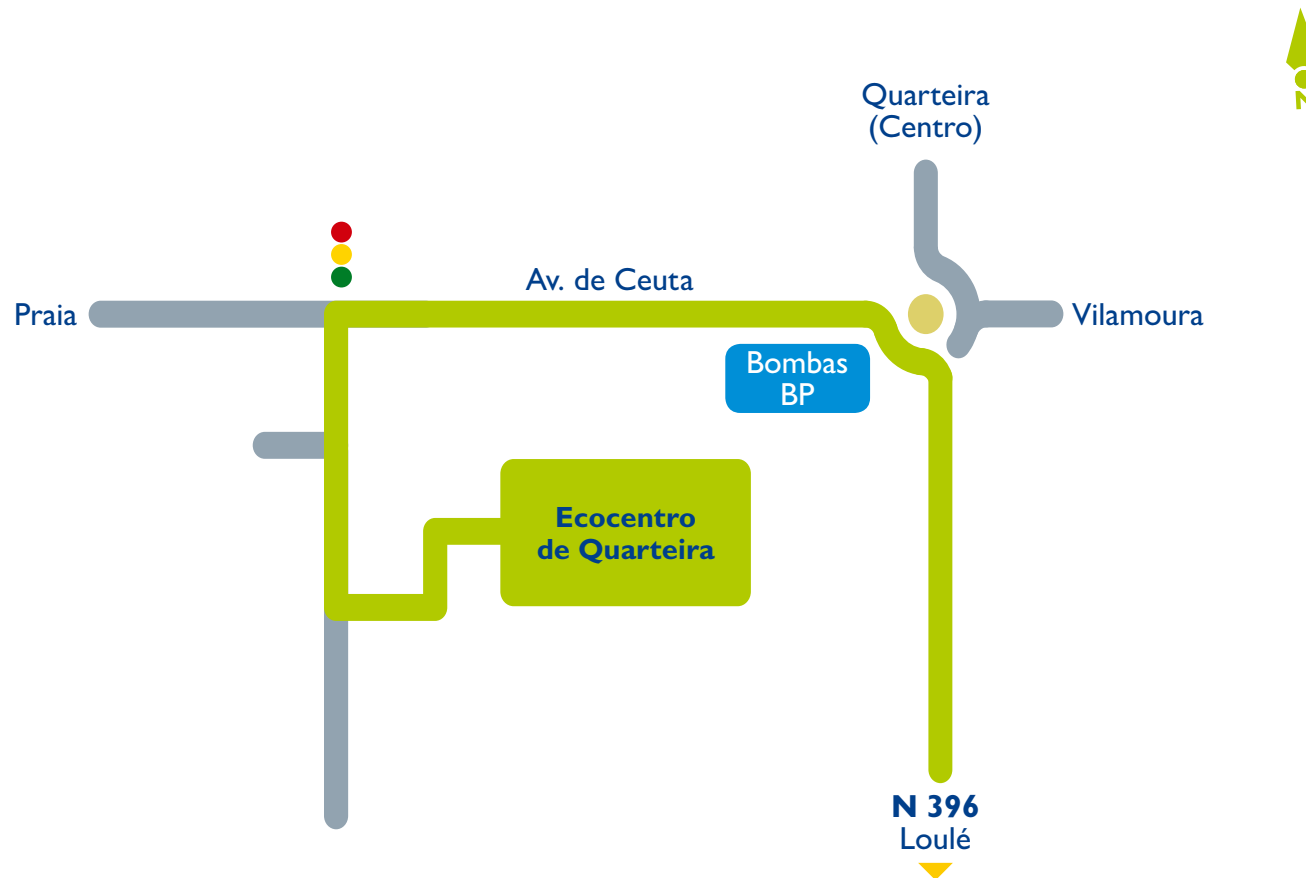 Quarteira
(Centro)
Av. de Ceuta
Praia
Vilamoura
Bombas
BP
Ecocentro
de Quarteira
N 396
Loulé